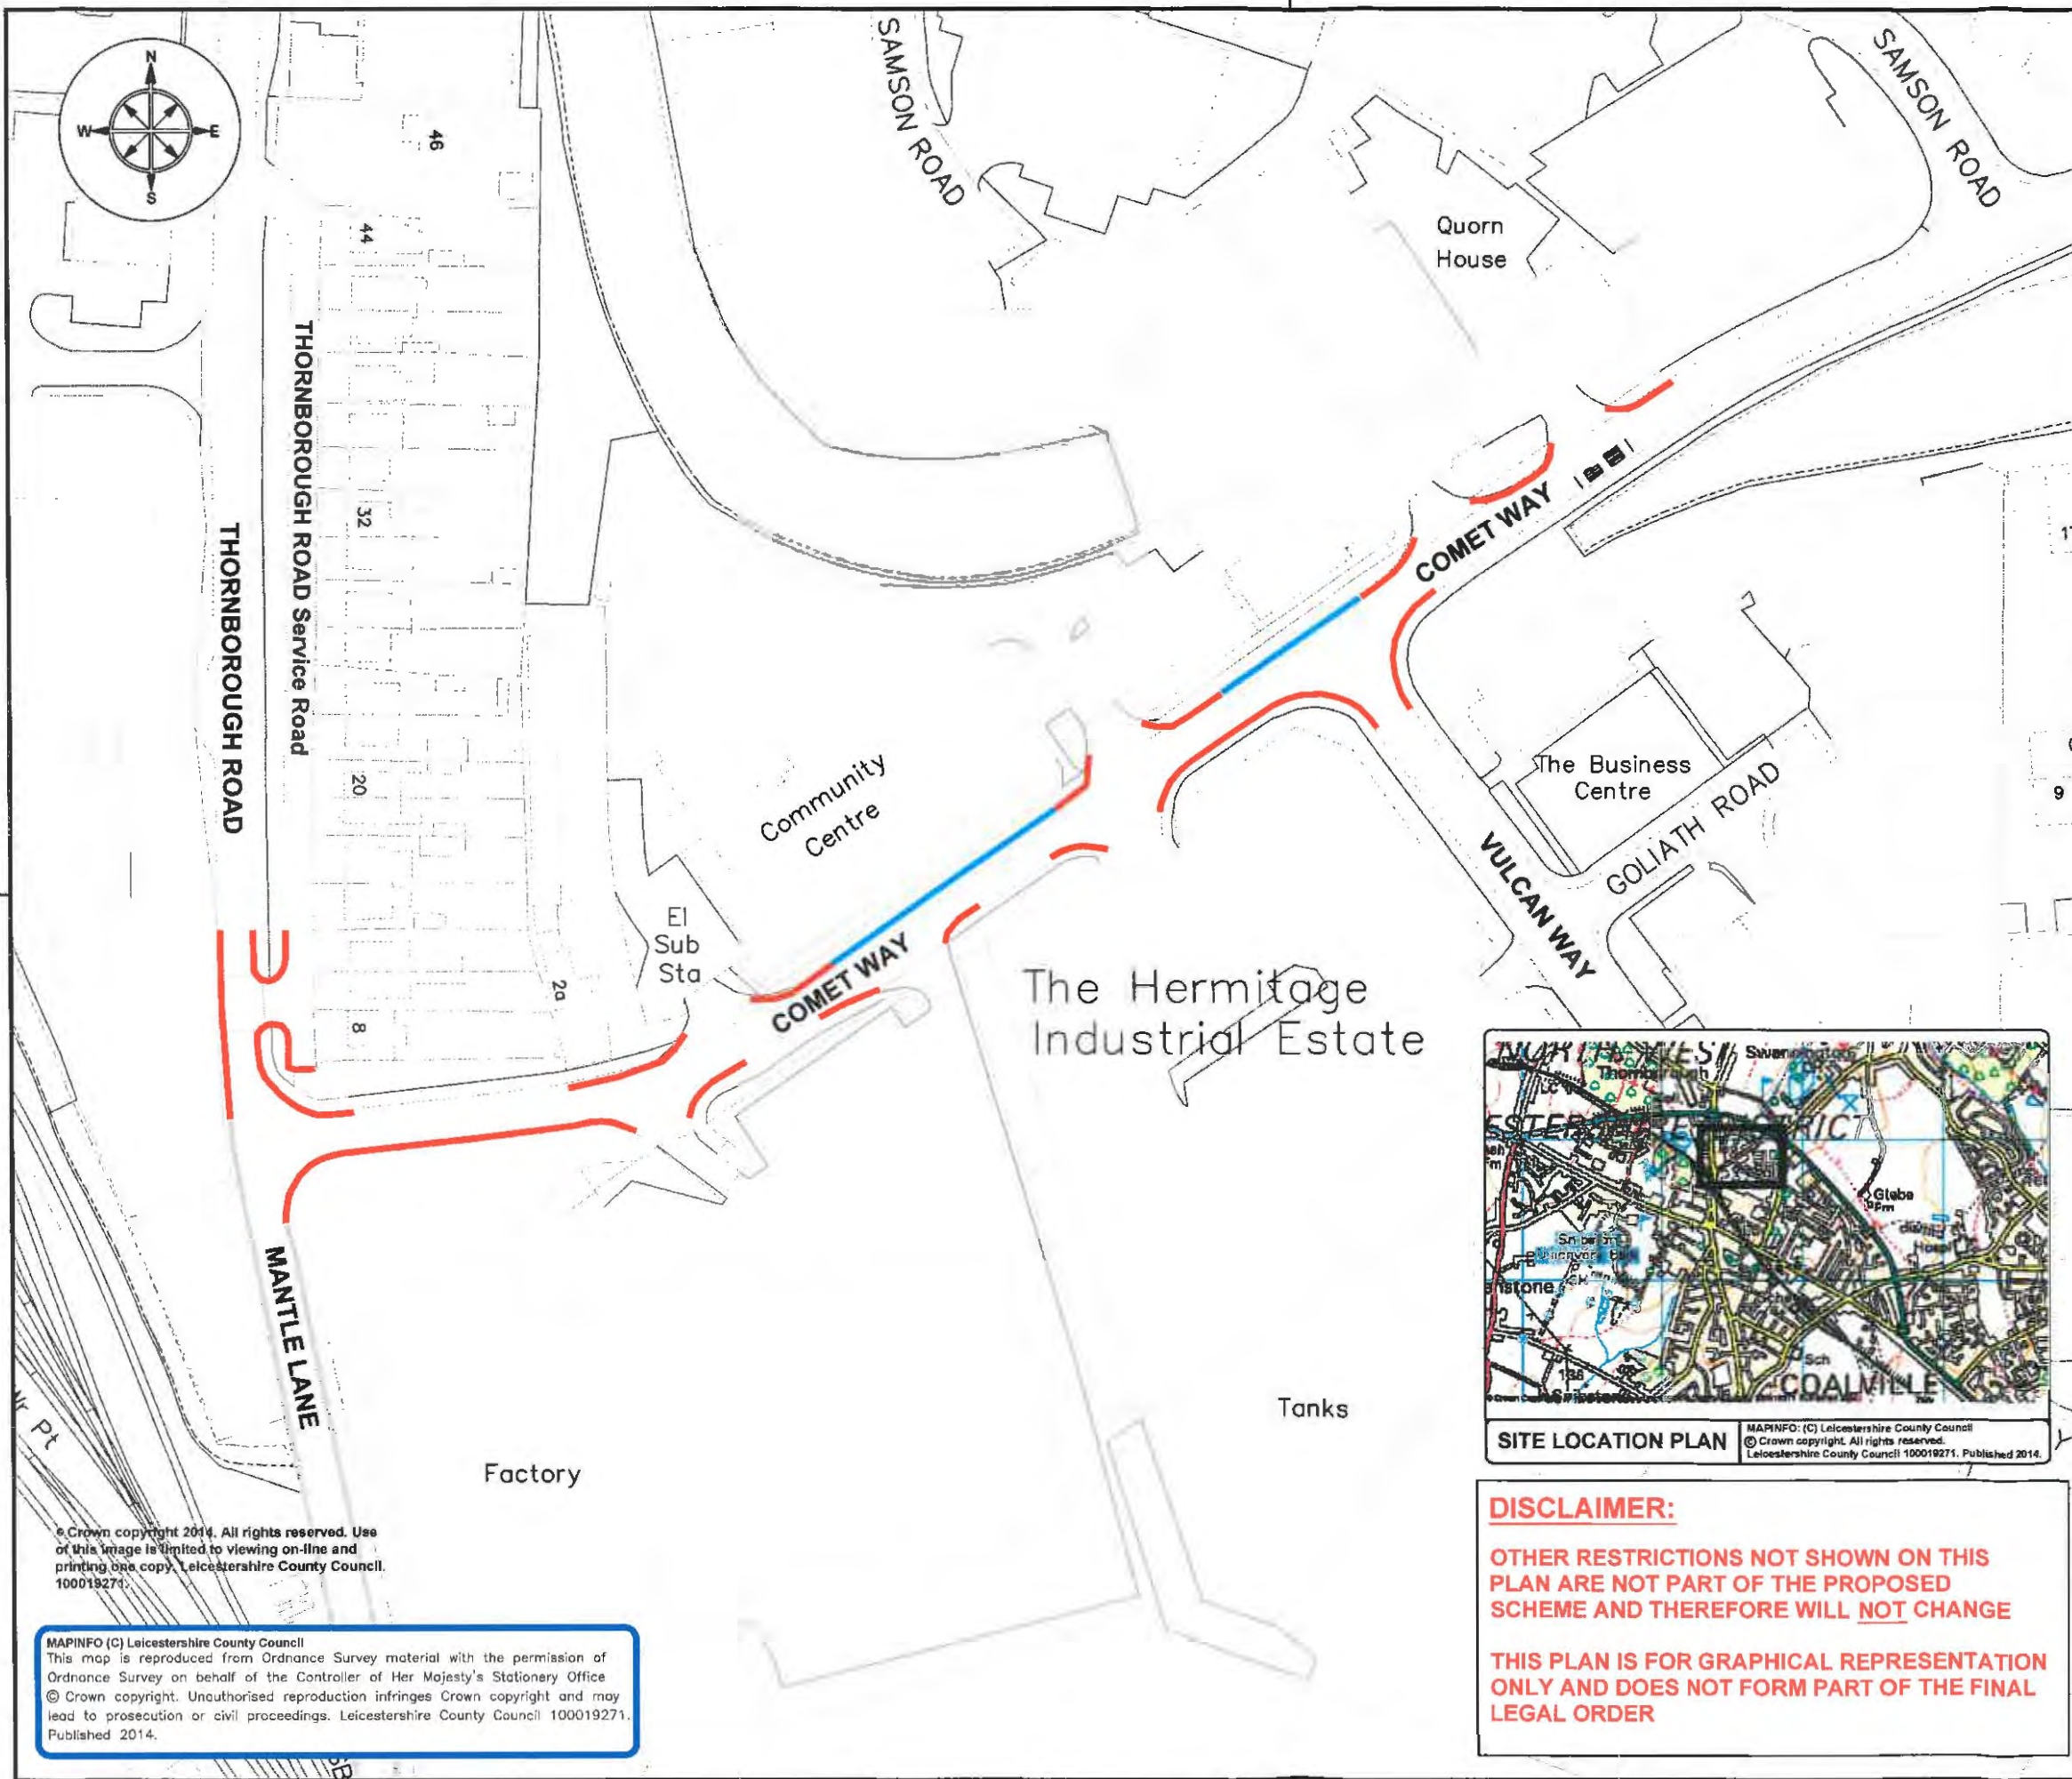 N
W
E
S
SAMSON ROAD
SAMSON ROAD
46
44
Quorn
House
THORNBOROUGH ROAD Service Road
THORNBOROUGH ROAD
32
COMET WAY
20
Community
Centre
The Business
Centre
GOLIATH ROAD
9
VULCAN WAY
El
Sub
Sta
2a
8
COMET WAY
The Hermitage
Industrial Estate
MANTLE LANE
Tanks
Factory
Wr Pt
Thornborough
Glebe
Fm
Sch
COALVILLE
SITE LOCATION PLAN
MAPINFO: (C) Leicestershire County Council
© Crown copyright. All rights reserved.
Leicestershire County Council 100019271. Published 2014.
DISCLAIMER:
OTHER RESTRICTIONS NOT SHOWN ON THIS
PLAN ARE NOT PART OF THE PROPOSED
SCHEME AND THEREFORE WILL NOT CHANGE
THIS PLAN IS FOR GRAPHICAL REPRESENTATION
ONLY AND DOES NOT FORM PART OF THE FINAL
LEGAL ORDER
© Crown copyright 2014. All rights reserved. Use
of this image is limited to viewing on-line and
printing one copy. Leicestershire County Council.
100019271.
MAPINFO (C) Leicestershire County Council
This map is reproduced from Ordnance Survey material with the permission of
Ordnance Survey on behalf of the Controller of Her Majesty's Stationery Office
© Crown copyright. Unauthorised reproduction infringes Crown copyright and may
lead to prosecution or civil proceedings. Leicestershire County Council 100019271.
Published 2014.